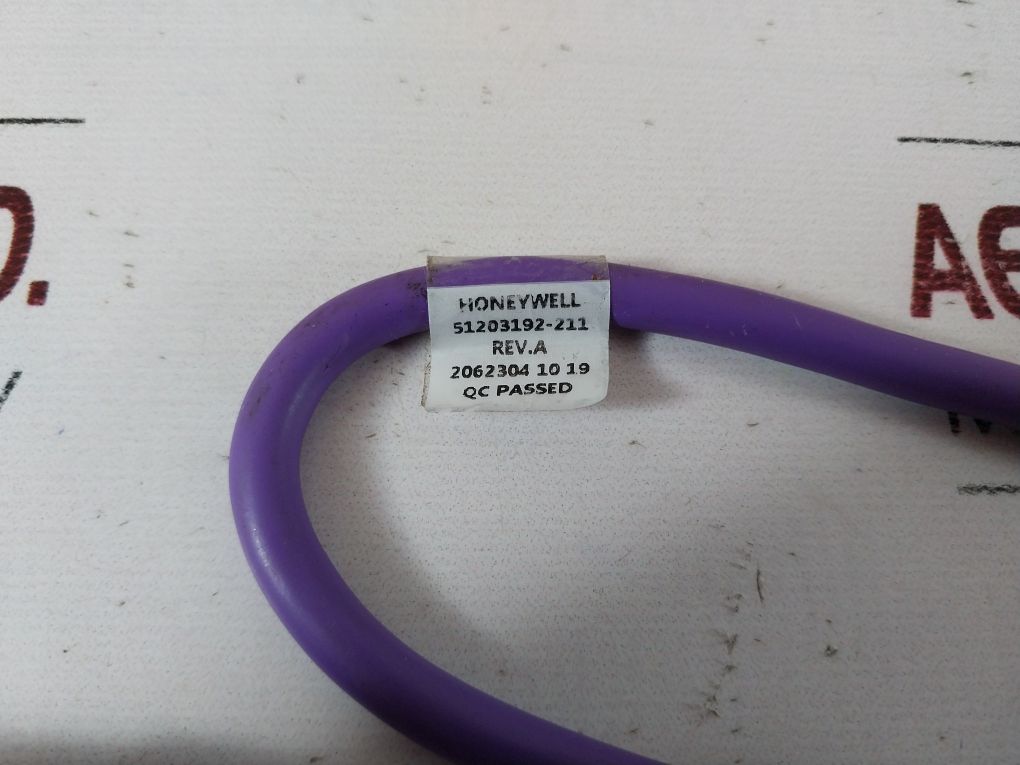 HONEYWELL
51203192-211
REV.A
2062304 10 19
QC PASSED